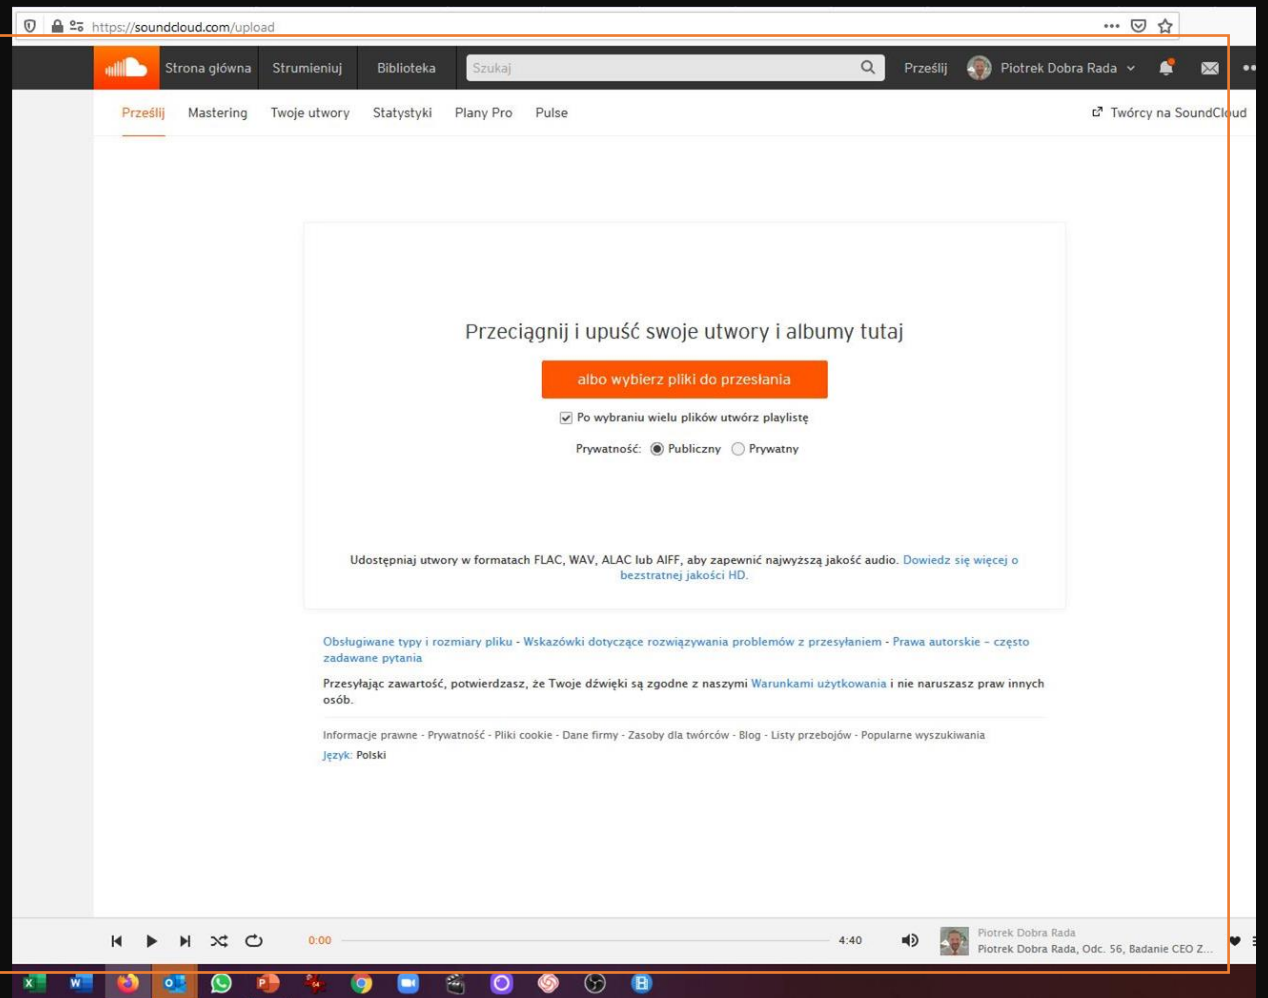 https://soundcloud.com/upload
Strona główna Strumieniuj Biblioteka Szukaj Prześlij Piotrek Dobra Rada
Prześlij Mastering Twoje utwory Statystyki Plany Pro Pulse Twórcy na SoundCloud
Przeciągnij i upuść swoje utwory i albumy tutaj
albo wybierz pliki do przesłania
Po wybraniu wielu plików utwórz playlistę
Prywatność: Publiczny Prywatny
Udostępniaj utwory w formatach FLAC, WAV, ALAC lub AIFF, aby zapewnić najwyższą jakość audio. Dowiedz się więcej o
bezstratnej jakości HD.
Obsługiwane typy i rozmiary pliku - Wskazówki dotyczące rozwiązywania problemów z przesyłaniem - Prawa autorskie – często
zadawane pytania
Przesyłając zawartość, potwierdzasz, że Twoje dźwięki są zgodne z naszymi Warunkami użytkowania i nie naruszasz praw innych
osób.
Informacje prawne - Prywatność - Pliki cookie - Dane firmy - Zasoby dla twórców - Blog - Listy przebojów - Popularne wyszukiwania
Język: Polski
0:00 4:40
Piotrek Dobra Rada
Piotrek Dobra Rada, Odc. 56, Badanie CEO Z...